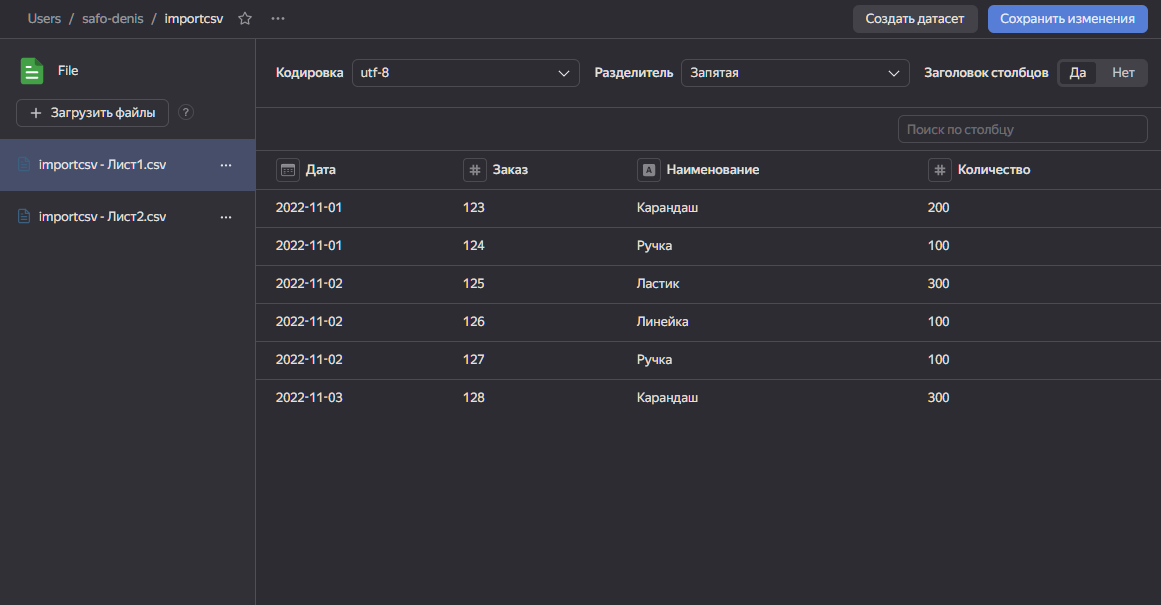 Users / safo-denis / importcsv
Создать датасет
Сохранить изменения
File
Загрузить файлы
?
importcsv - Лист1.csv
importcsv - Лист2.csv
Кодировка utf-8 Разделитель Запятая Заголовок столбцов Да Нет
Поиск по столбцу
Дата # Заказ A Наименование # Количество
2022-11-01 123 Карандаш 200
2022-11-01 124 Ручка 100
2022-11-02 125 Ластик 300
2022-11-02 126 Линейка 100
2022-11-02 127 Ручка 100
2022-11-03 128 Карандаш 300